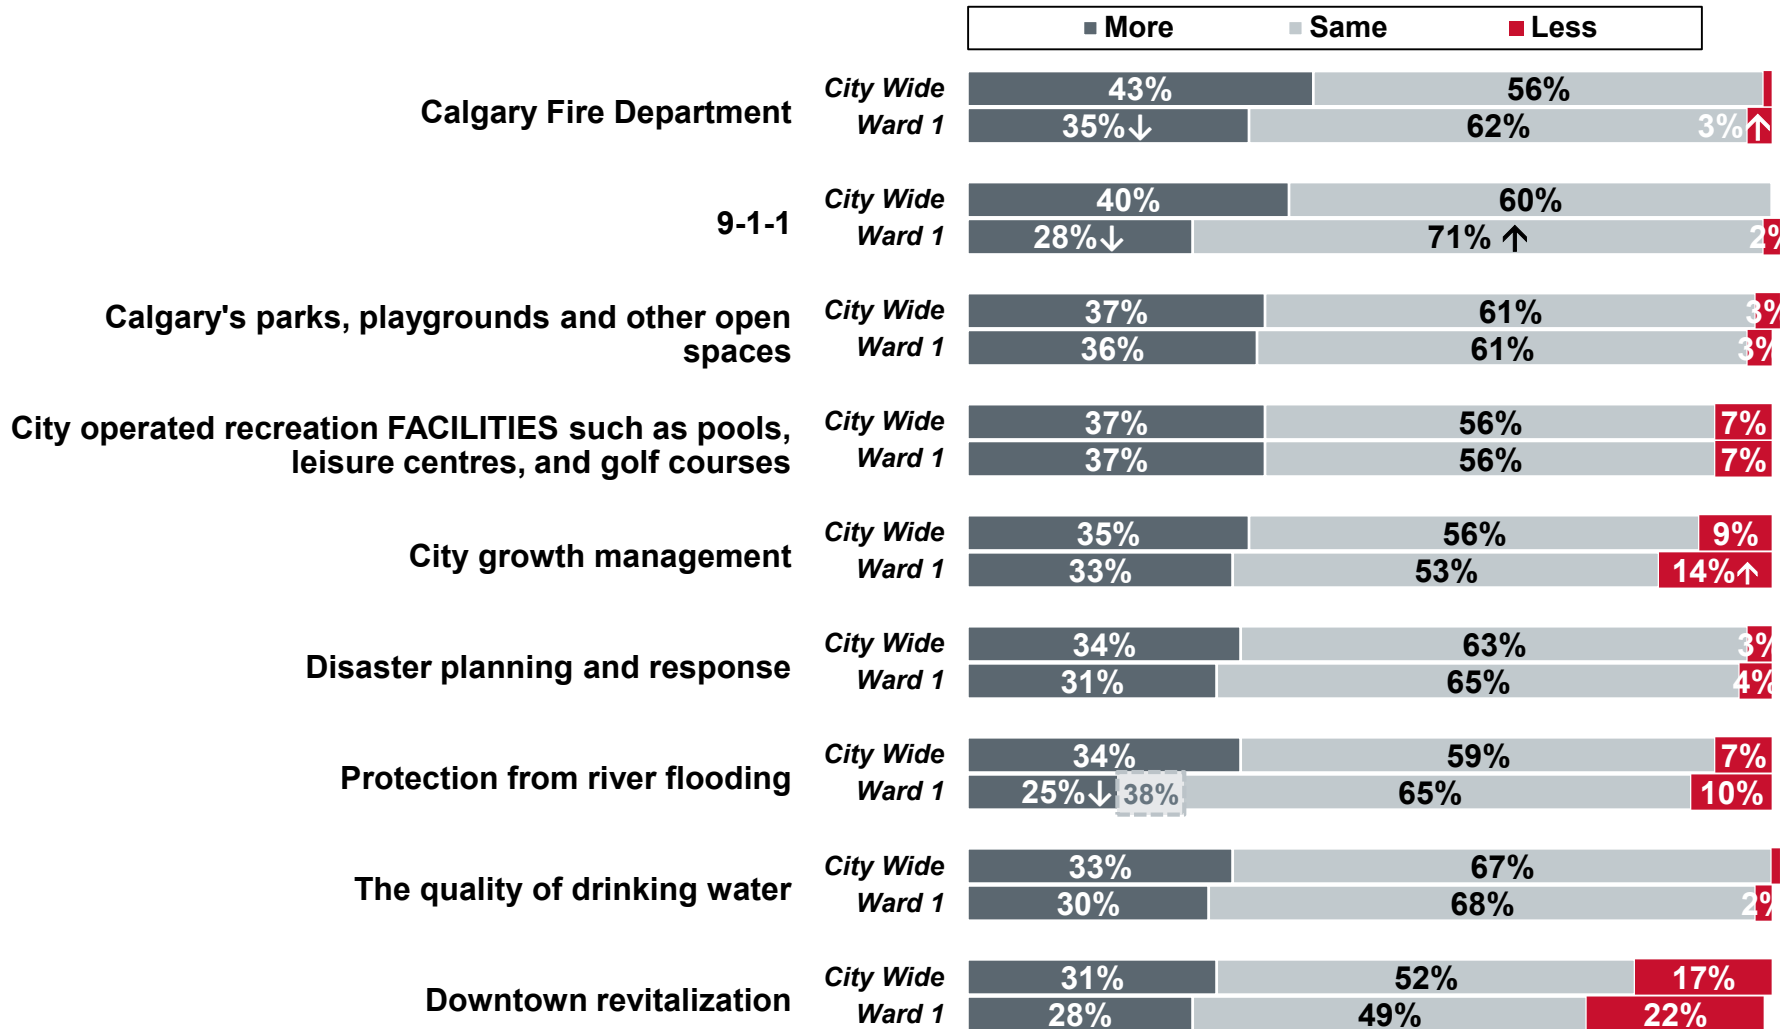 More Same Less
Calgary Fire Department
City Wide 43% 56%
Ward 1 35%↓ 62% 3% ↑
9-1-1
City Wide 40% 60%
Ward 1 28%↓ 71% ↑ 2%
Calgary's parks, playgrounds and other open
spaces
City Wide 37% 61% 3%
Ward 1 36% 61% 3%
City operated recreation FACILITIES such as pools,
leisure centres, and golf courses
City Wide 37% 56% 7%
Ward 1 37% 56% 7%
City growth management
City Wide 35% 56% 9%
Ward 1 33% 53% 14%↑
Disaster planning and response
City Wide 34% 63% 3%
Ward 1 31% 65% 4%
Protection from river flooding
City Wide 34% 59% 7%
Ward 1 25%↓ 38% 65% 10%
The quality of drinking water
City Wide 33% 67%
Ward 1 30% 68% 2%
Downtown revitalization
City Wide 31% 52% 17%
Ward 1 28% 49% 22%